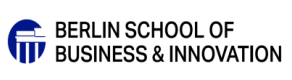 BERLIN SCHOOL OF
BUSINESS & INNOVATION